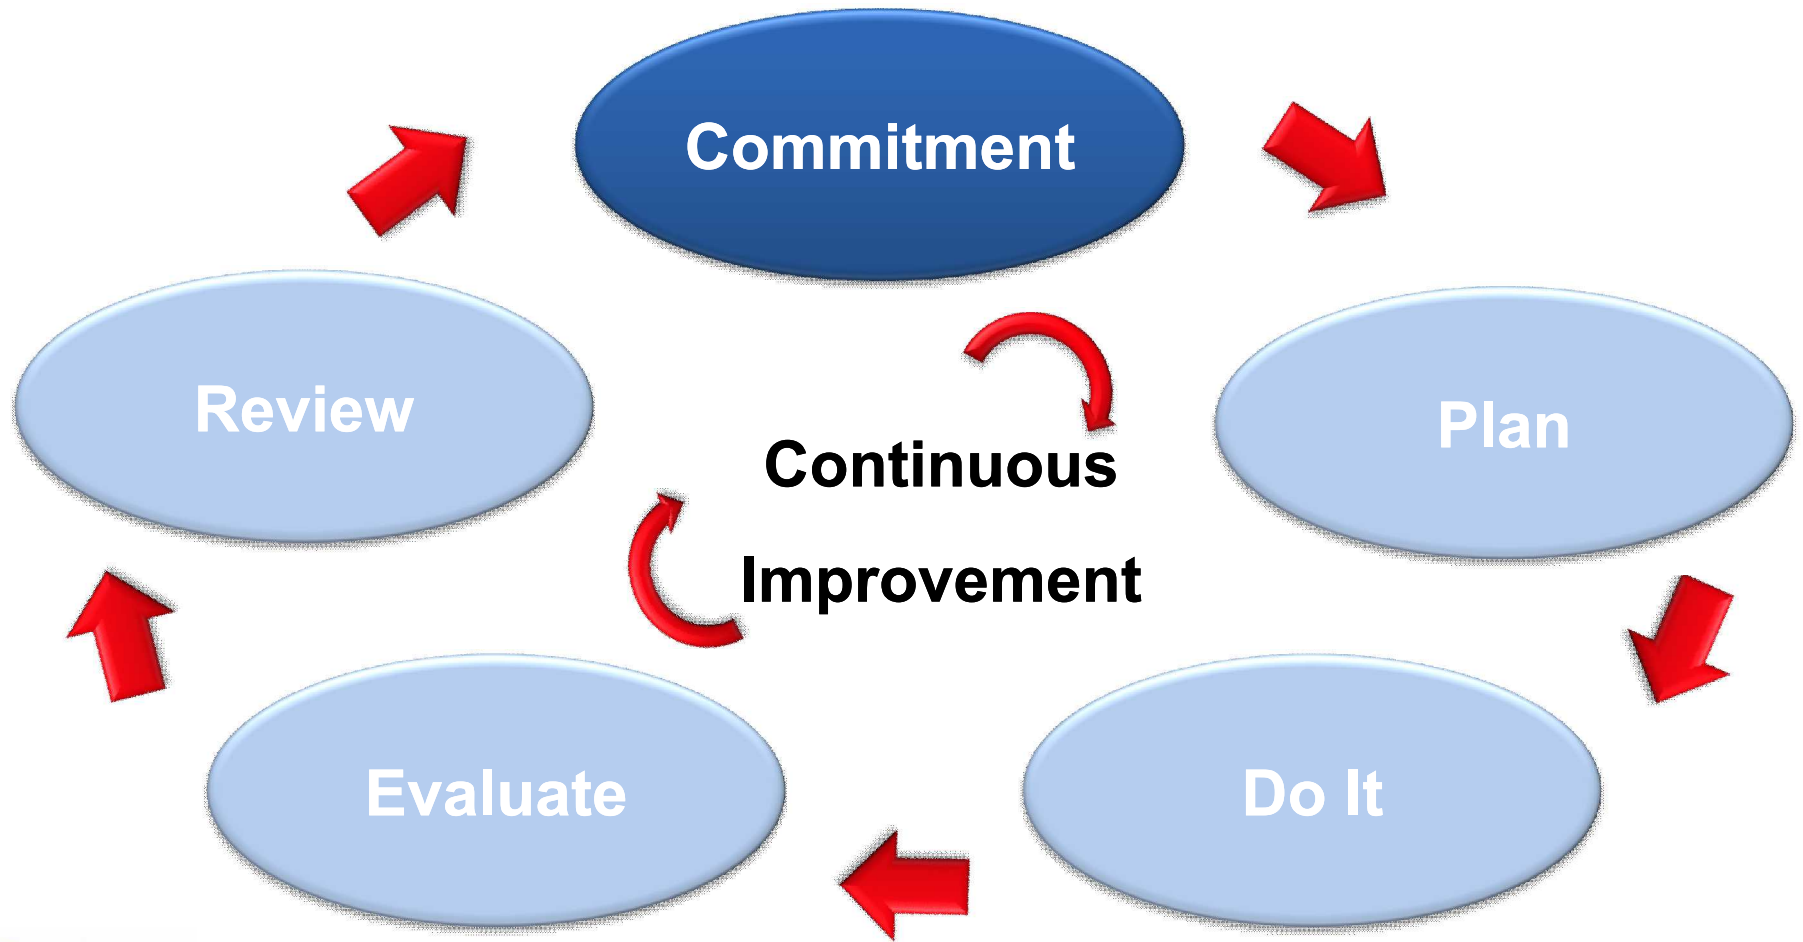 Commitment
Review
Plan
Continuous
Improvement
Evaluate
Do It